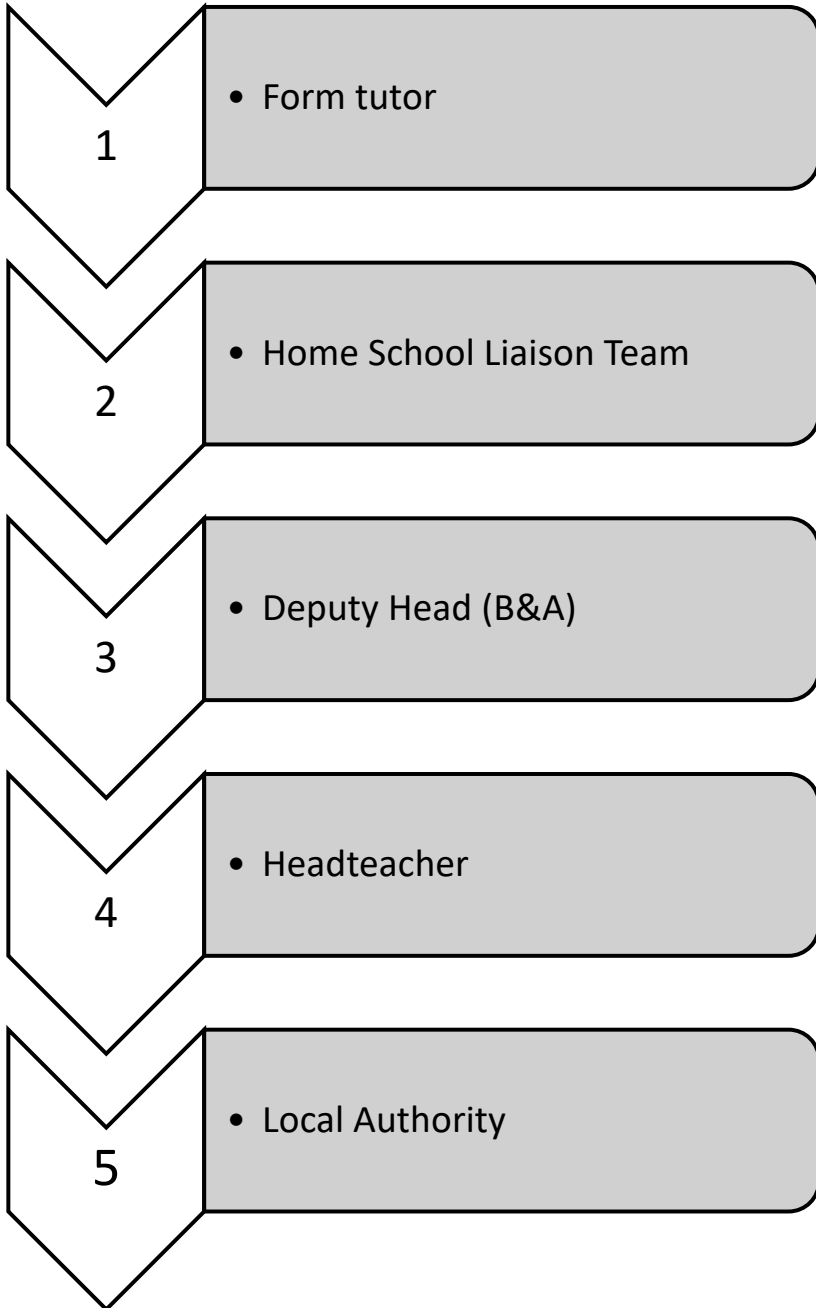 1
• Form tutor
2
• Home School Liaison Team
3
• Deputy Head (B&A)
4
• Headteacher
5
• Local Authority